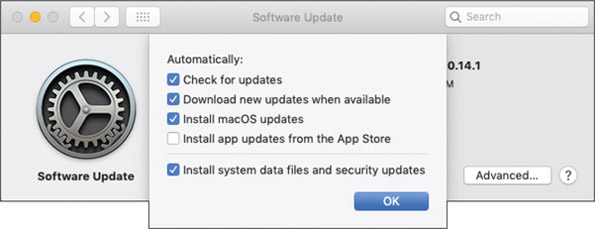 Software Update
Search
Automatically:
Check for updates
Download new updates when available
Install macOS updates
Install app updates from the App Store
Install system data files and security updates
OK
0.14.1
M
Software Update
Advanced...
?